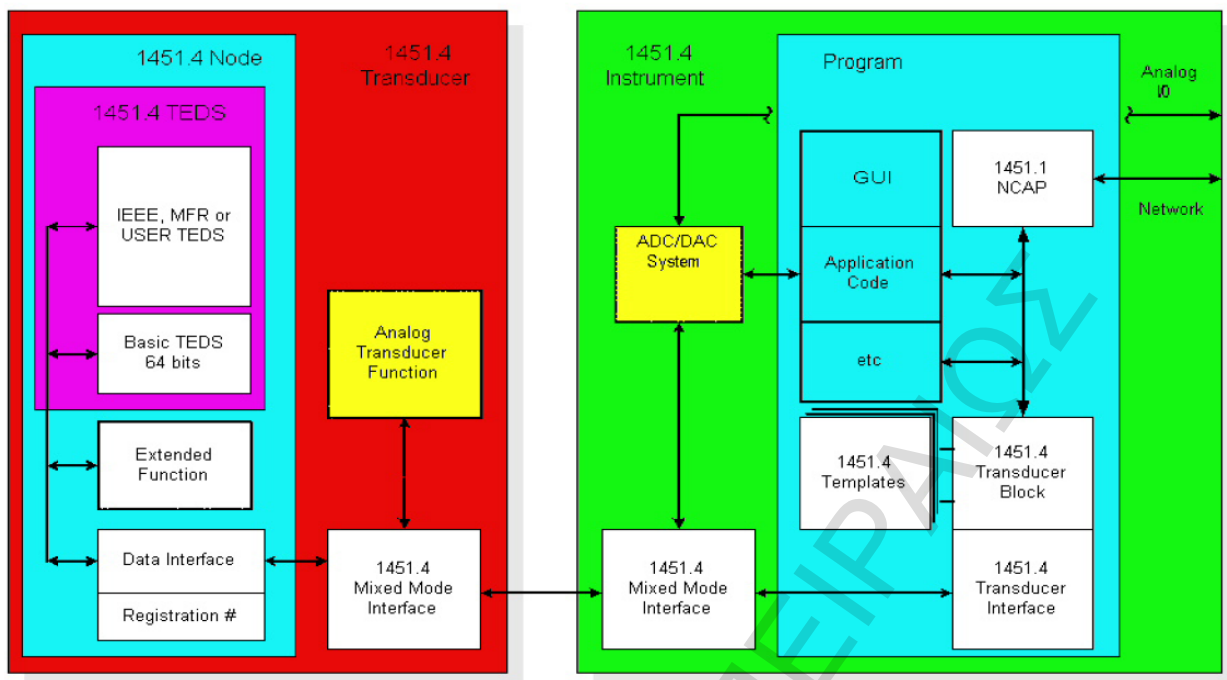 1451.4 Node
1451.4 TEDS
IEEE, MFR or
USER TEDS
Basic TEDS
64 bits
Extended
Function
Data Interface
Registration #
1451.4
Transducer
Analog
Transducer
Function
1451.4
Mixed Mode
Interface
1451.4
Instrument
ADC/DAC
System
1451.4
Mixed Mode
Interface
Program
GUI
Application
Code
etc
1451.4
Templates
1451.1
NCAP
1451.4
Transducer
Block
1451.4
Transducer
Interface
Analog
I0
Network
ΕΙΡΑΙΩΣ